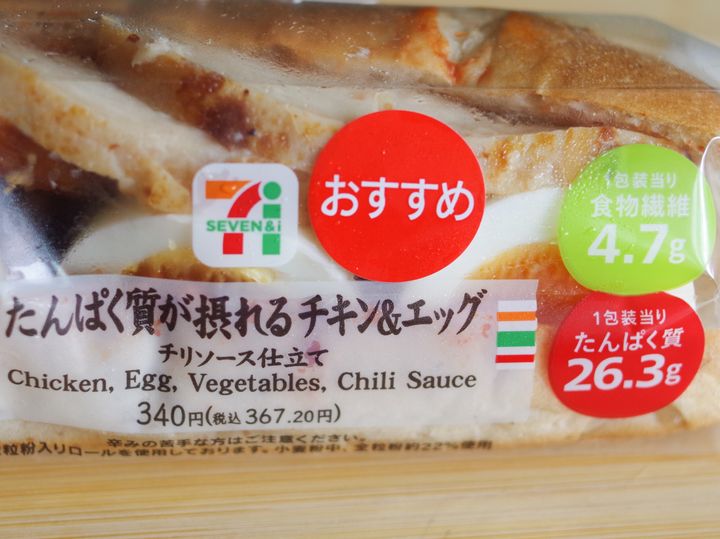 7i
SEVEN&i
おすすめ
1包装当り
食物繊維
4.7g
たんぱく質が摂れるチキン&エッグ
チリソース仕立て
Chicken, Egg, Vegetables, Chili Sauce
340円(税込 367.20円)
1包装当り
たんぱく質
26.3g
辛みの苦手な方はご注意ください。
粒粉入りロールを使用しております。小麦粉中、全粒粉約22%使用